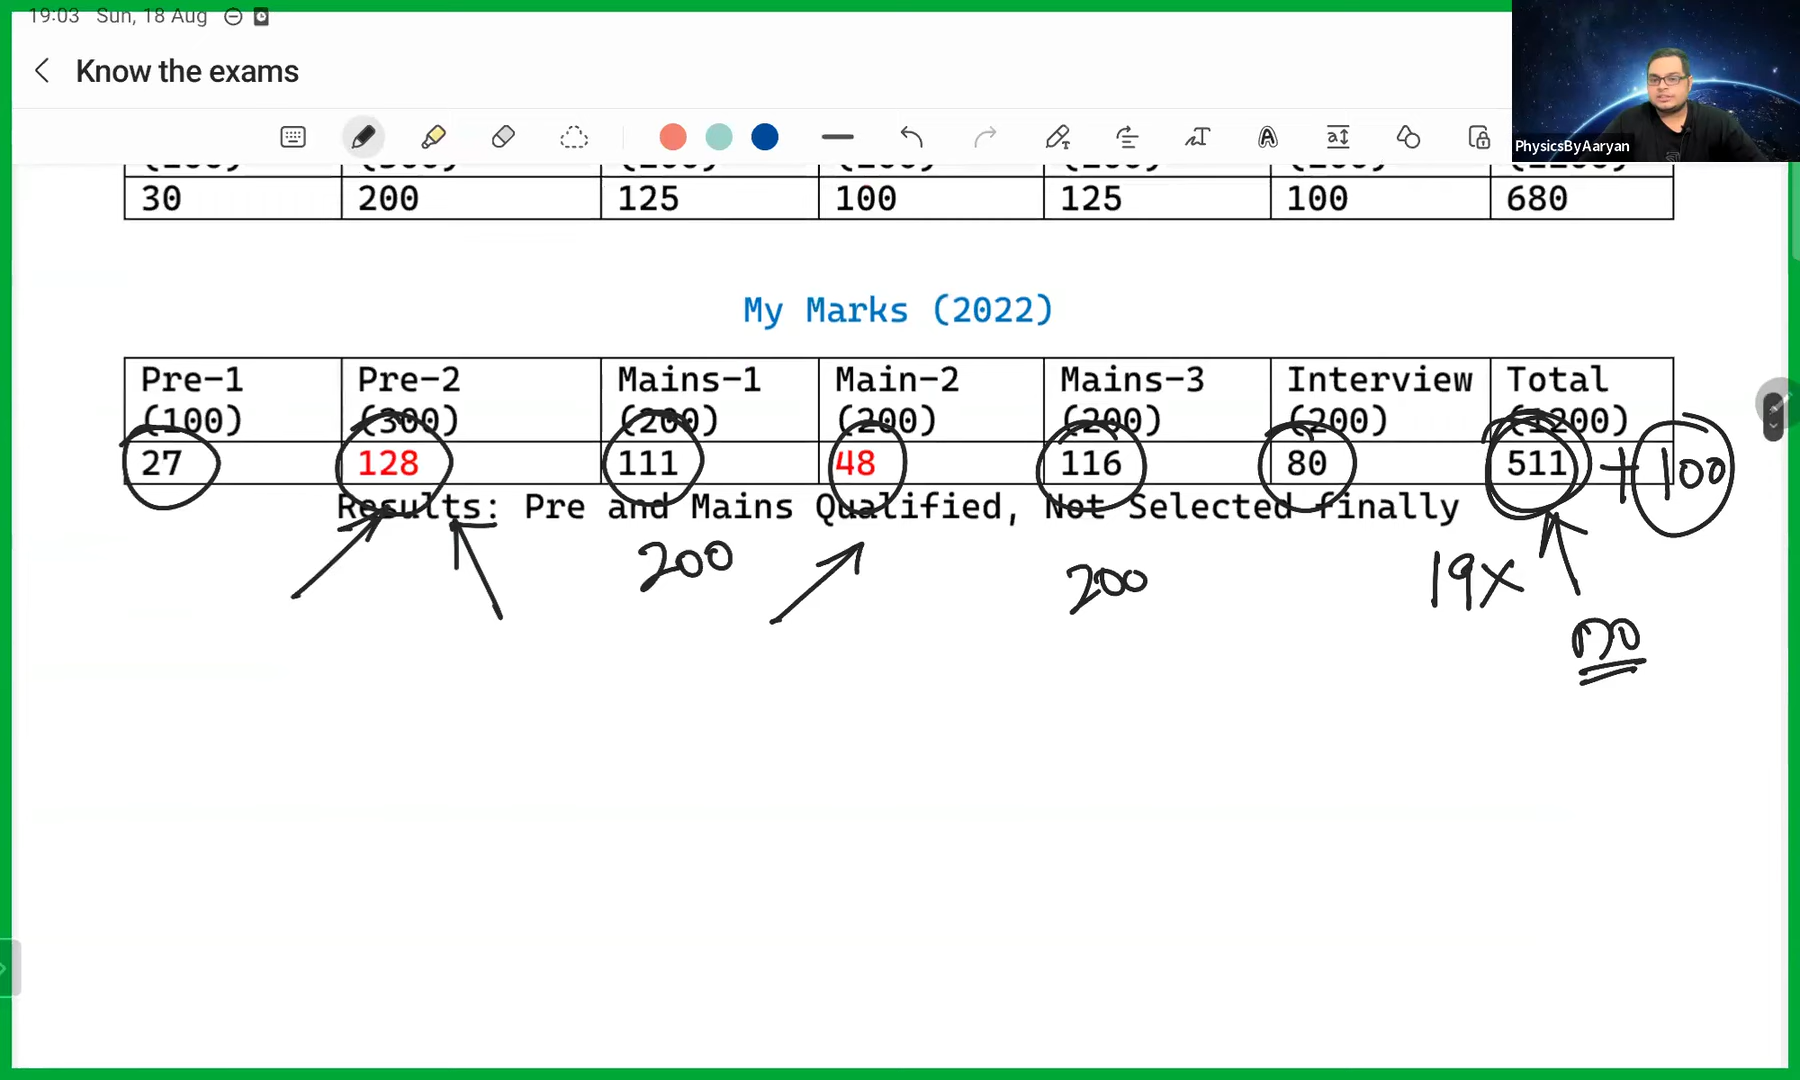 19:03 Sun, 18 Aug
Know the exams
PhysicsByAaryan
30 200 125 100 125 100 680
My Marks (2022)
Pre-1 Pre-2 Mains-1 Main-2 Mains-3 Interview Total
(100) (300) (200) (200) (200) (200) (1200)
27 128 111 48 116 80 511 + 100
Results: Pre and Mains Qualified, Not Selected finally
200 200 19X